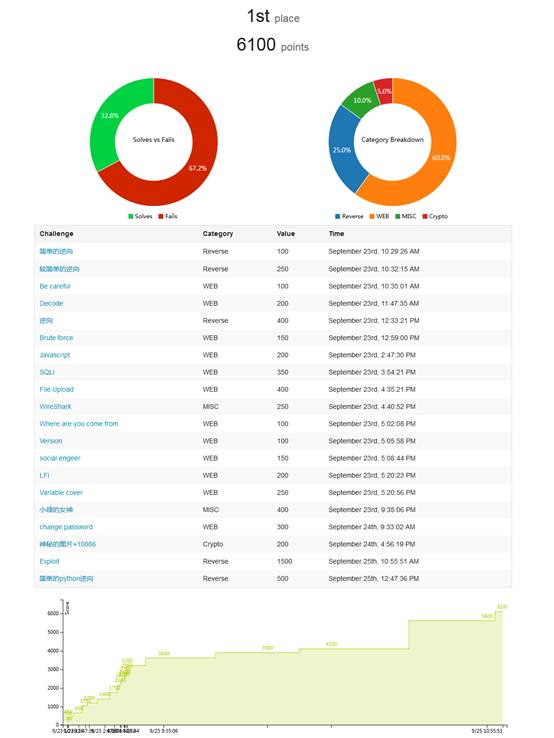 1st place
6100 points
32.8%
67.2%
Solves vs Fails
Solves Fails
10.0%
5.0%
25.0%
60.0%
Category Breakdown
Reverse WEB MISC Crypto
Challenge Category Value Time
简单的逆向 Reverse 100 September 23rd, 10:29:26 AM
较简单的逆向 Reverse 250 September 23rd, 10:32:15 AM
Be careful WEB 100 September 23rd, 10:35:01 AM
Decode WEB 200 September 23rd, 11:47:35 AM
逆向 Reverse 400 September 23rd, 12:33:21 PM
Brute force WEB 150 September 23rd, 12:59:00 PM
Javascript WEB 200 September 23rd, 2:47:30 PM
SQLI WEB 350 September 23rd, 3:54:21 PM
File Upload WEB 400 September 23rd, 4:35:21 PM
WireShark MISC 250 September 23rd, 4:40:52 PM
Where are you come from WEB 100 September 23rd, 5:02:08 PM
Version WEB 100 September 23rd, 5:05:58 PM
social engeer WEB 150 September 23rd, 5:08:44 PM
LFI WEB 200 September 23rd, 5:20:23 PM
Variable cover WEB 250 September 23rd, 5:20:56 PM
小绿的女神 MISC 400 September 23rd, 9:35:06 PM
change password WEB 300 September 24th, 9:33:02 AM
神秘的图片+10086 Crypto 200 September 24th, 4:56:19 PM
Exploit Reverse 1500 September 25th, 10:55:51 AM
简单的python逆向 Reverse 500 September 25th, 12:47:36 PM
Score
6000
5000
4000
3000
2000
1000
0
3600
3900
4100
5600
6100
9/23 9:35:06
9/25 10:55:51